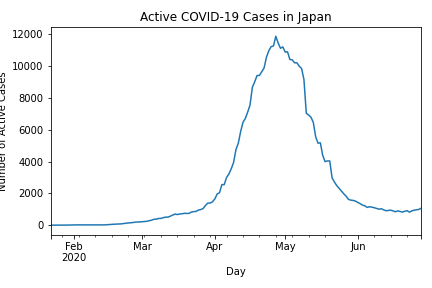 Active COVID-19 Cases in Japan
Number of Active Cases
12000
10000
8000
6000
4000
2000
0
Feb Mar Apr May Jun
2020
Day